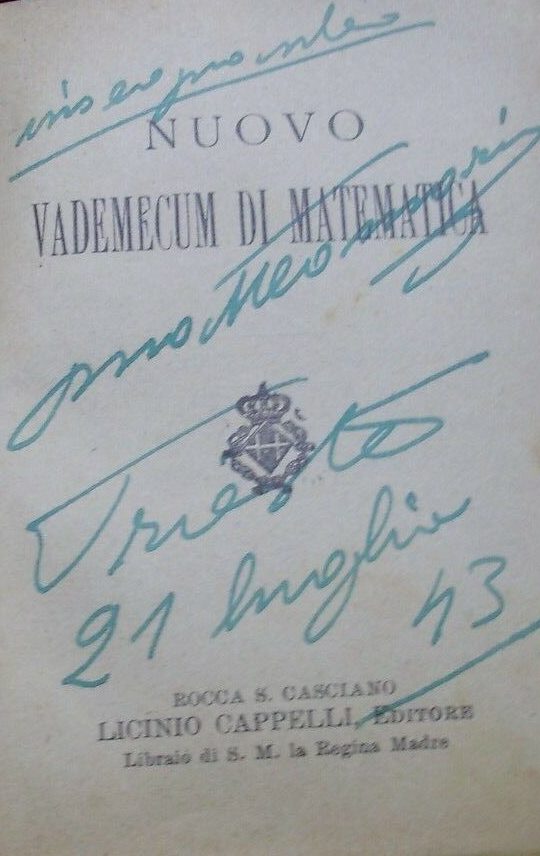 NUOVO
VADEMECUM DI MATEMATICA
Trieste
21 luglio 43
ROCCA S. CASCIANO
LICINIO CAPPELLI, EDITORE
Libraio di S. M. la Regina Madre